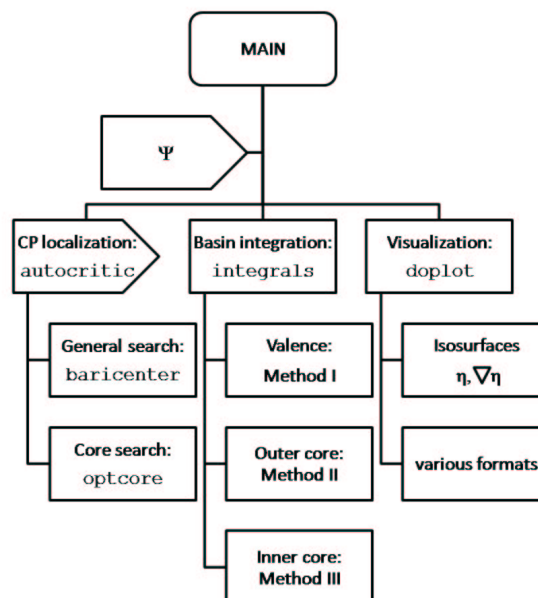 MAIN
Ψ
CP localization:
autocritic
Basin integration:
integrals
Visualization:
doplot
General search:
baricenter
Valence:
Method I
Isosurfaces
η,∇η
Core search:
optcore
Outer core:
Method II
various formats
Inner core:
Method III